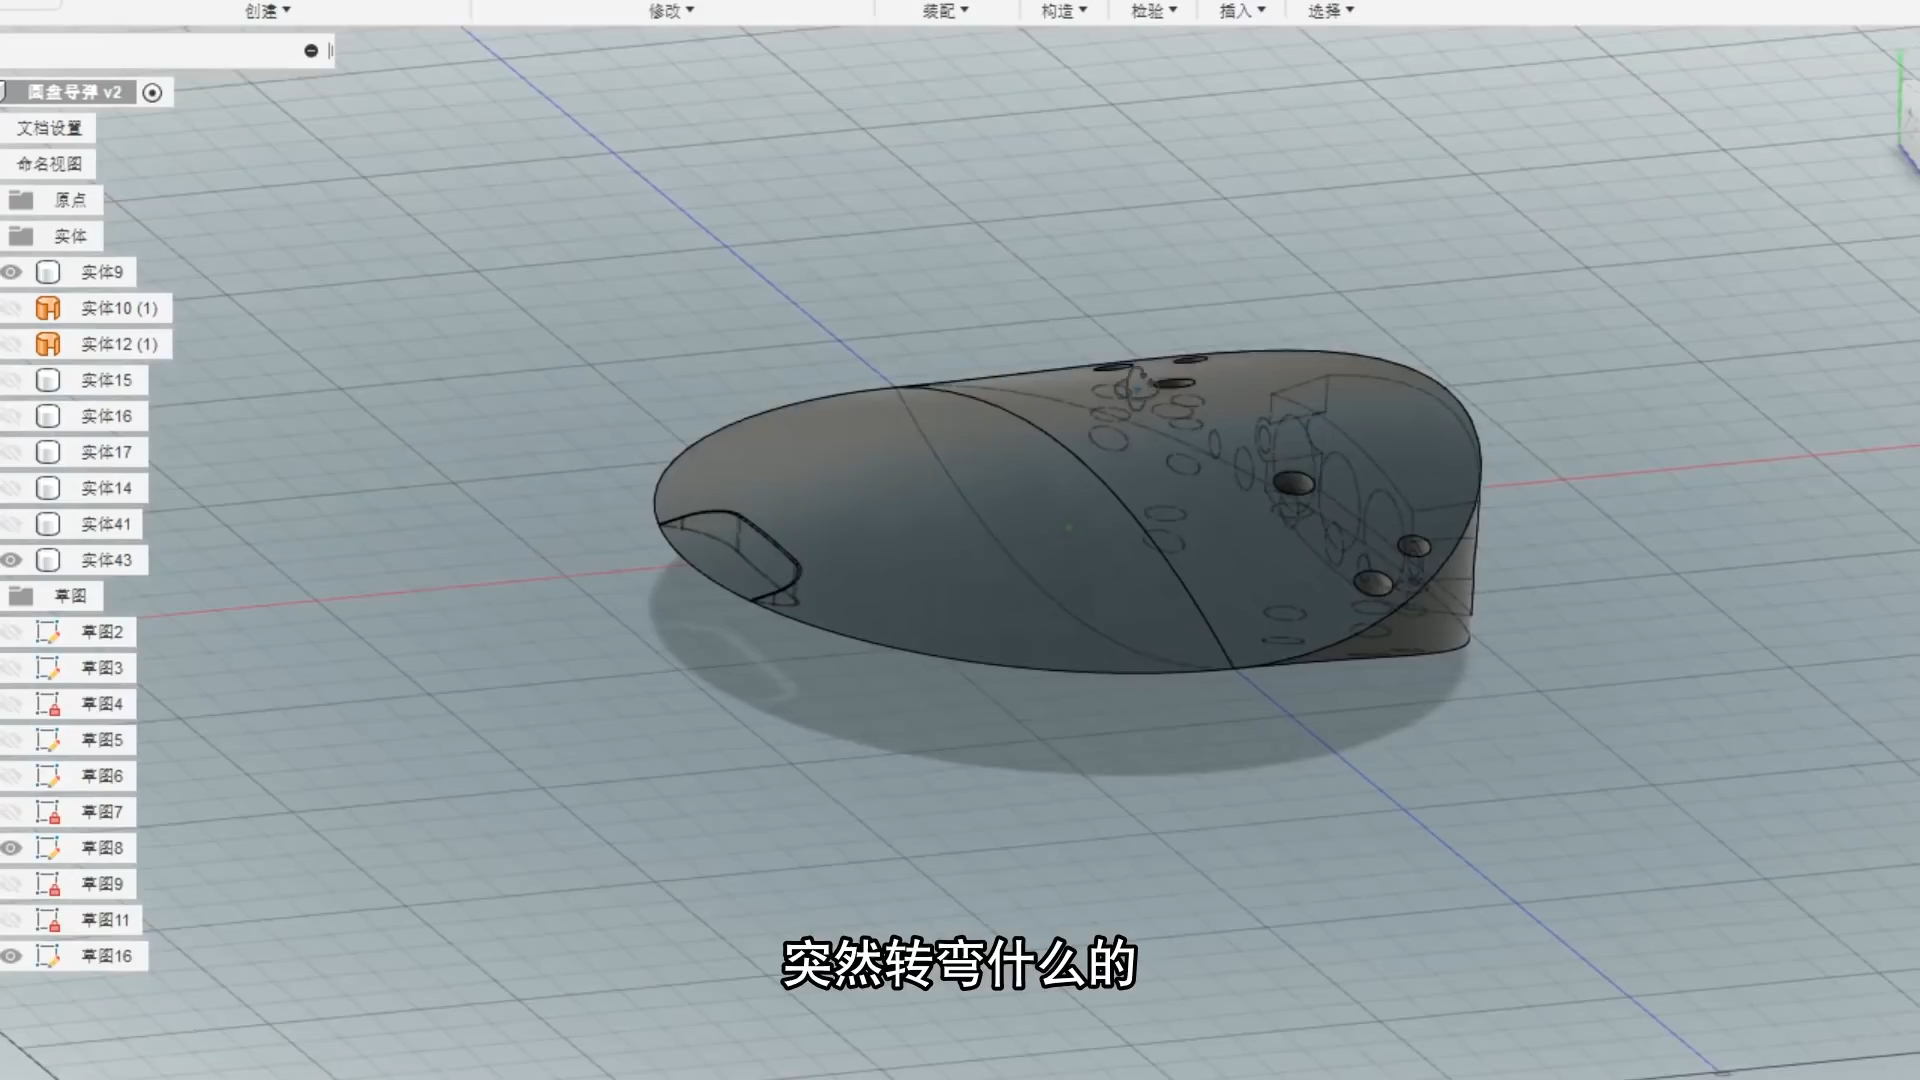 创建 修改 装配 构造 检验 插入 选择
圆盘导弹 v2
文档设置
命名视图
原点
实体
实体9
实体10 (1)
实体12 (1)
实体15
实体16
实体17
实体14
实体41
实体43
草图
草图2
草图3
草图4
草图5
草图6
草图7
草图8
草图9
草图11
草图16
突然转弯什么的